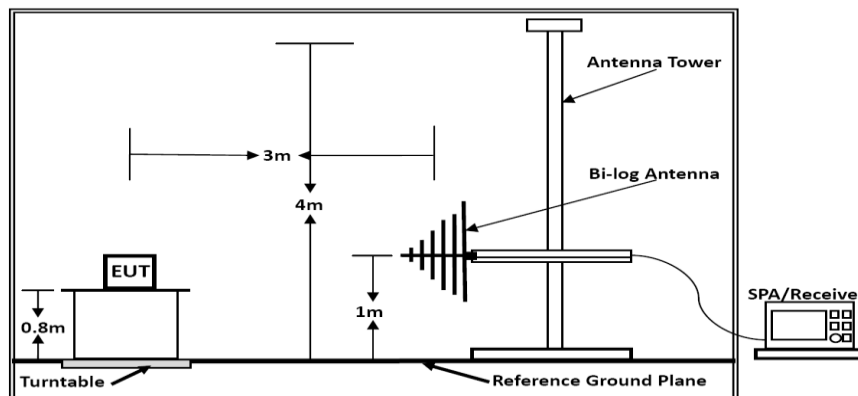 Antenna Tower
3m
Bi-log Antenna
4m
EUT
1m
0.8m
SPA/Receive
Turntable
Reference Ground Plane